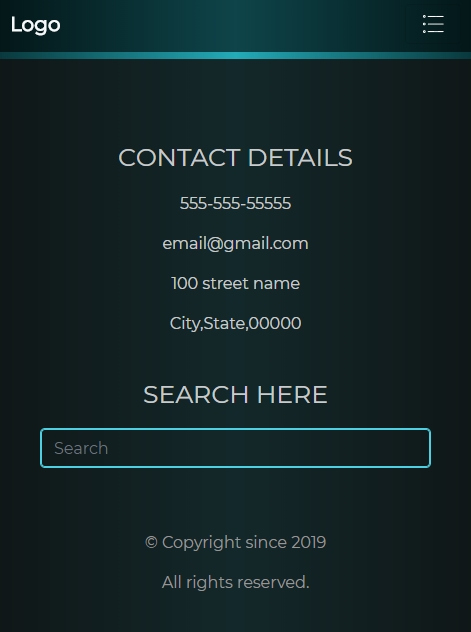 Logo
CONTACT DETAILS
555-555-55555
email@gmail.com
100 street name
City,State,00000
SEARCH HERE
Search
© Copyright since 2019
All rights reserved.